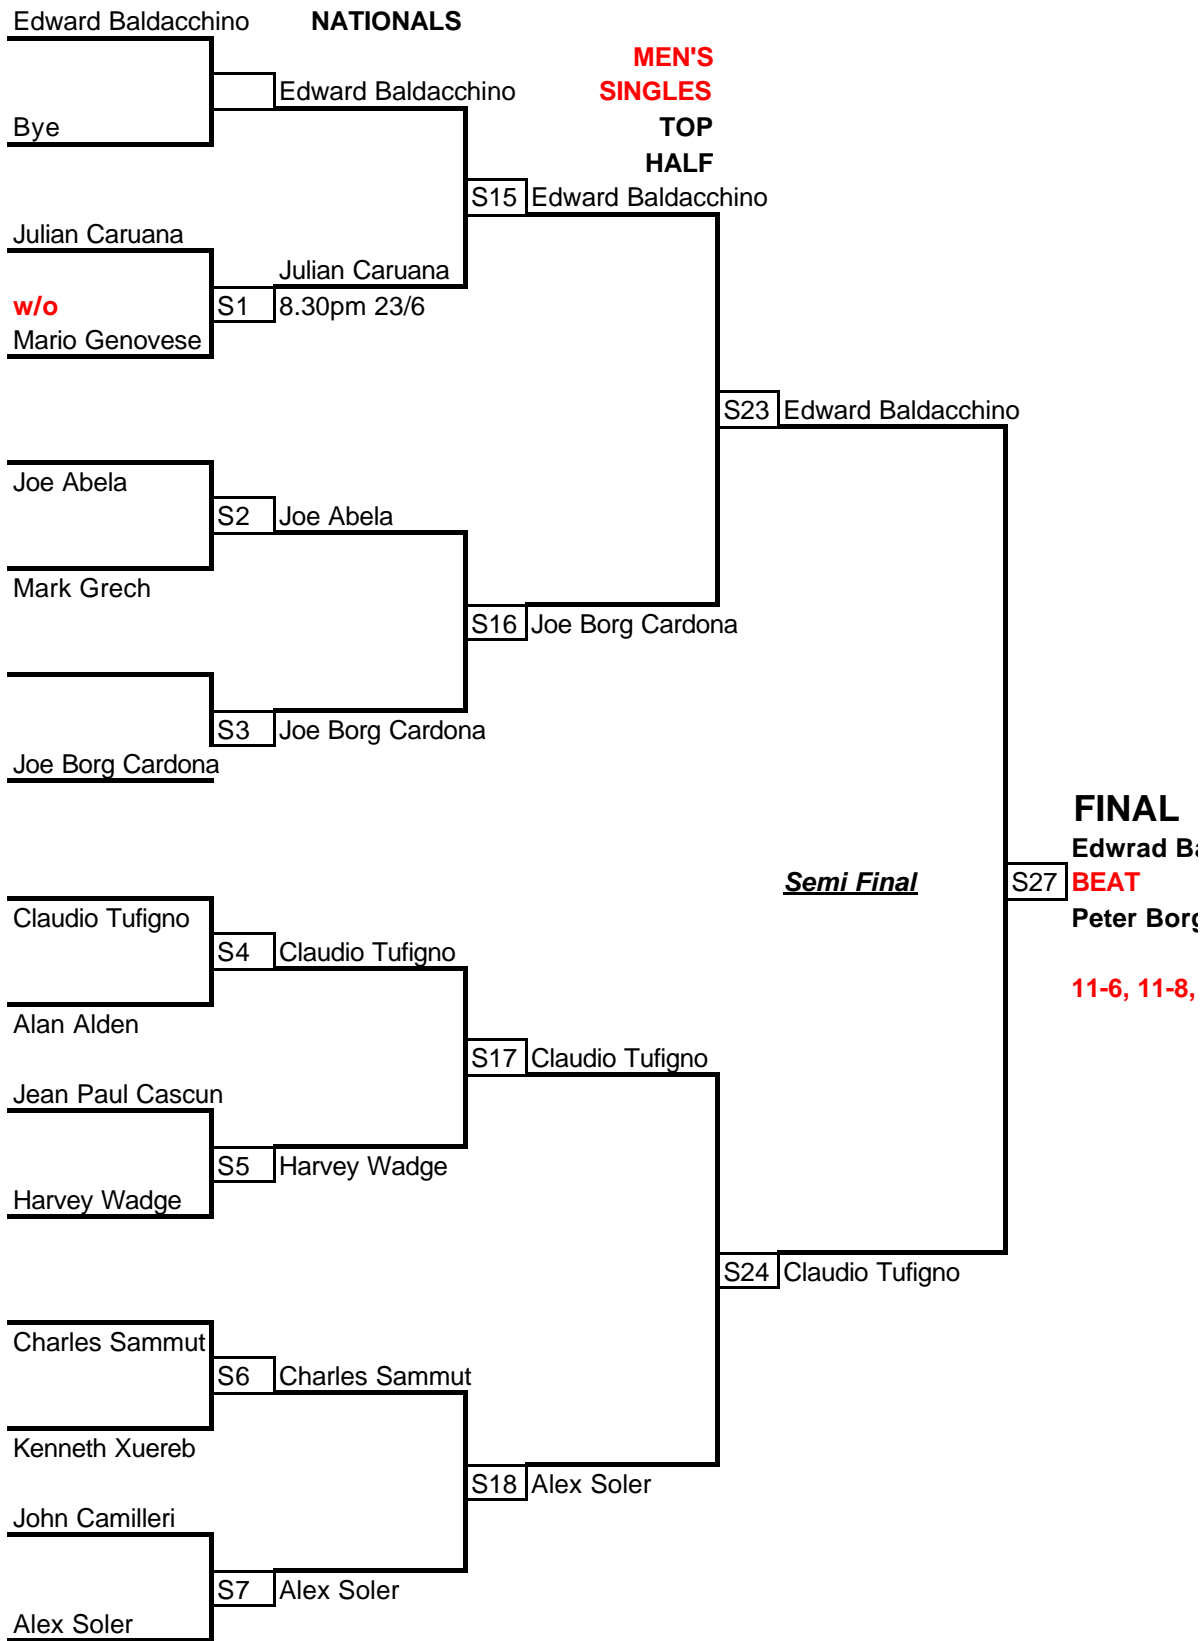 Edward Baldacchino NATIONALS
MEN'S
Edward Baldacchino SINGLES
Bye TOP
HALF
S15 Edward Baldacchino
Julian Caruana
Julian Caruana
w/o S1 8.30pm 23/6
Mario Genovese
S23 Edward Baldacchino
Joe Abela
S2 Joe Abela
Mark Grech
S16 Joe Borg Cardona
S3 Joe Borg Cardona
Joe Borg Cardona
FINAL
Edwrad Ba
Semi Final S27 BEAT
Claudio Tufigno Peter Borg
S4 Claudio Tufigno
11-6, 11-8,
Alan Alden
S17 Claudio Tufigno
Jean Paul Cascun
S5 Harvey Wadge
Harvey Wadge
S24 Claudio Tufigno
Charles Sammut
S6 Charles Sammut
Kenneth Xuereb
S18 Alex Soler
John Camilleri
S7 Alex Soler
Alex Soler